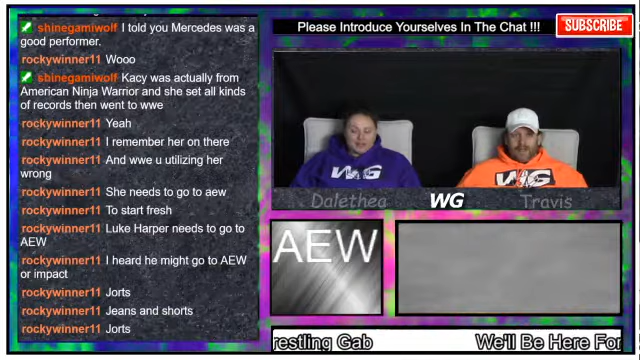 shinegamiwolf I told you Mercedes was a
good performer.
rockywinner11 Wooo
shinegamiwolf Kacy was actually from
American Ninja Warrior and she set all kinds
of records then went to wwe
rockywinner11 Yeah
rockywinner11 I remember her on there
rockywinner11 And wwe u utilizing her
wrong
rockywinner11 She needs to go to aew
rockywinner11 To start fresh
rockywinner11 Luke Harper needs to go to
AEW
rockywinner11 I heard he might go to AEW
or impact
rockywinner11 Jorts
rockywinner11 Jeans and shorts
rockywinner11 Jorts
Please Introduce Yourselves In The Chat !!!
SUBSCRIBE
WG
WG
Dalethea
WG
Travis
AEW
restling Gab
We'll Be Here For